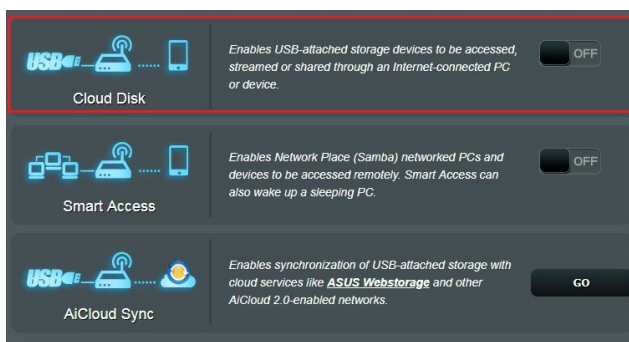 Enables USB-attached storage devices to be accessed,
streamed or shared through an Internet-connected PC
or device.
OFF
USB
Cloud Disk
Enables Network Place (Samba) networked PCs and
devices to be accessed remotely. Smart Access can
also wake up a sleeping PC.
OFF
Smart Access
Enables synchronization of USB-attached storage with
cloud services like ASUS Webstorage and other
AiCloud 2.0-enabled networks.
GO
USB
AiCloud Sync